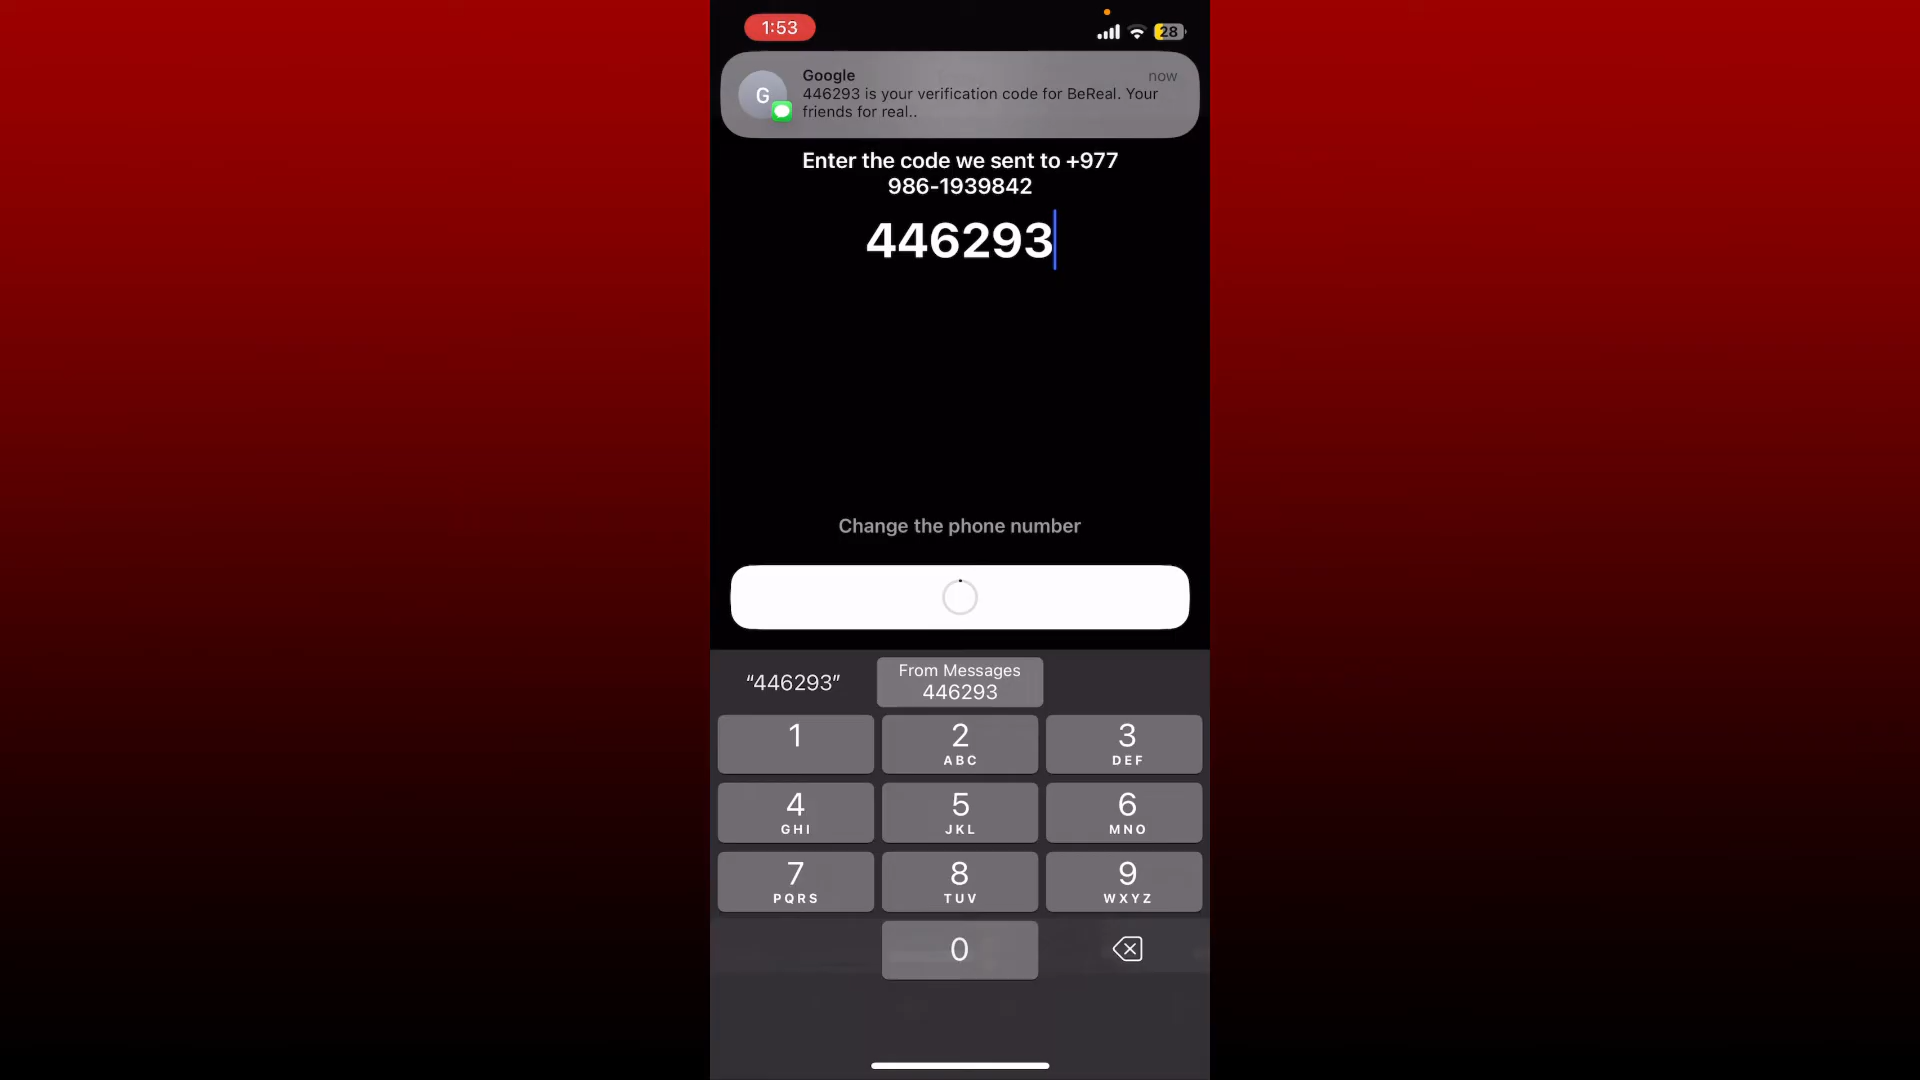 1:53
28
Google
now
G
446293 is your verification code for BeReal. Your
friends for real..
Enter the code we sent to +977
986-1939842
446293
Change the phone number
“446293”
From Messages
446293
1
2
3
ABC
DEF
4
5
6
GHI
JKL
MNO
7
8
9
PQRS
TUV
WXYZ
0